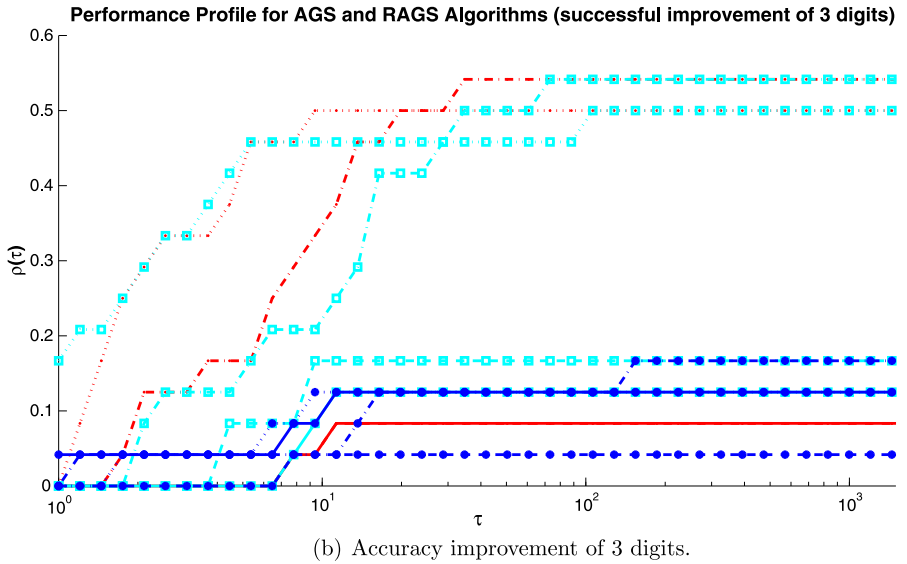 Performance Profile for AGS and RAGS Algorithms (successful improvement of 3 digits)
0.6
0.5
0.4
0.3
0.2
0.1
0
ρ(τ)
10⁰
10¹
10²
10³
τ
(b) Accuracy improvement of 3 digits.